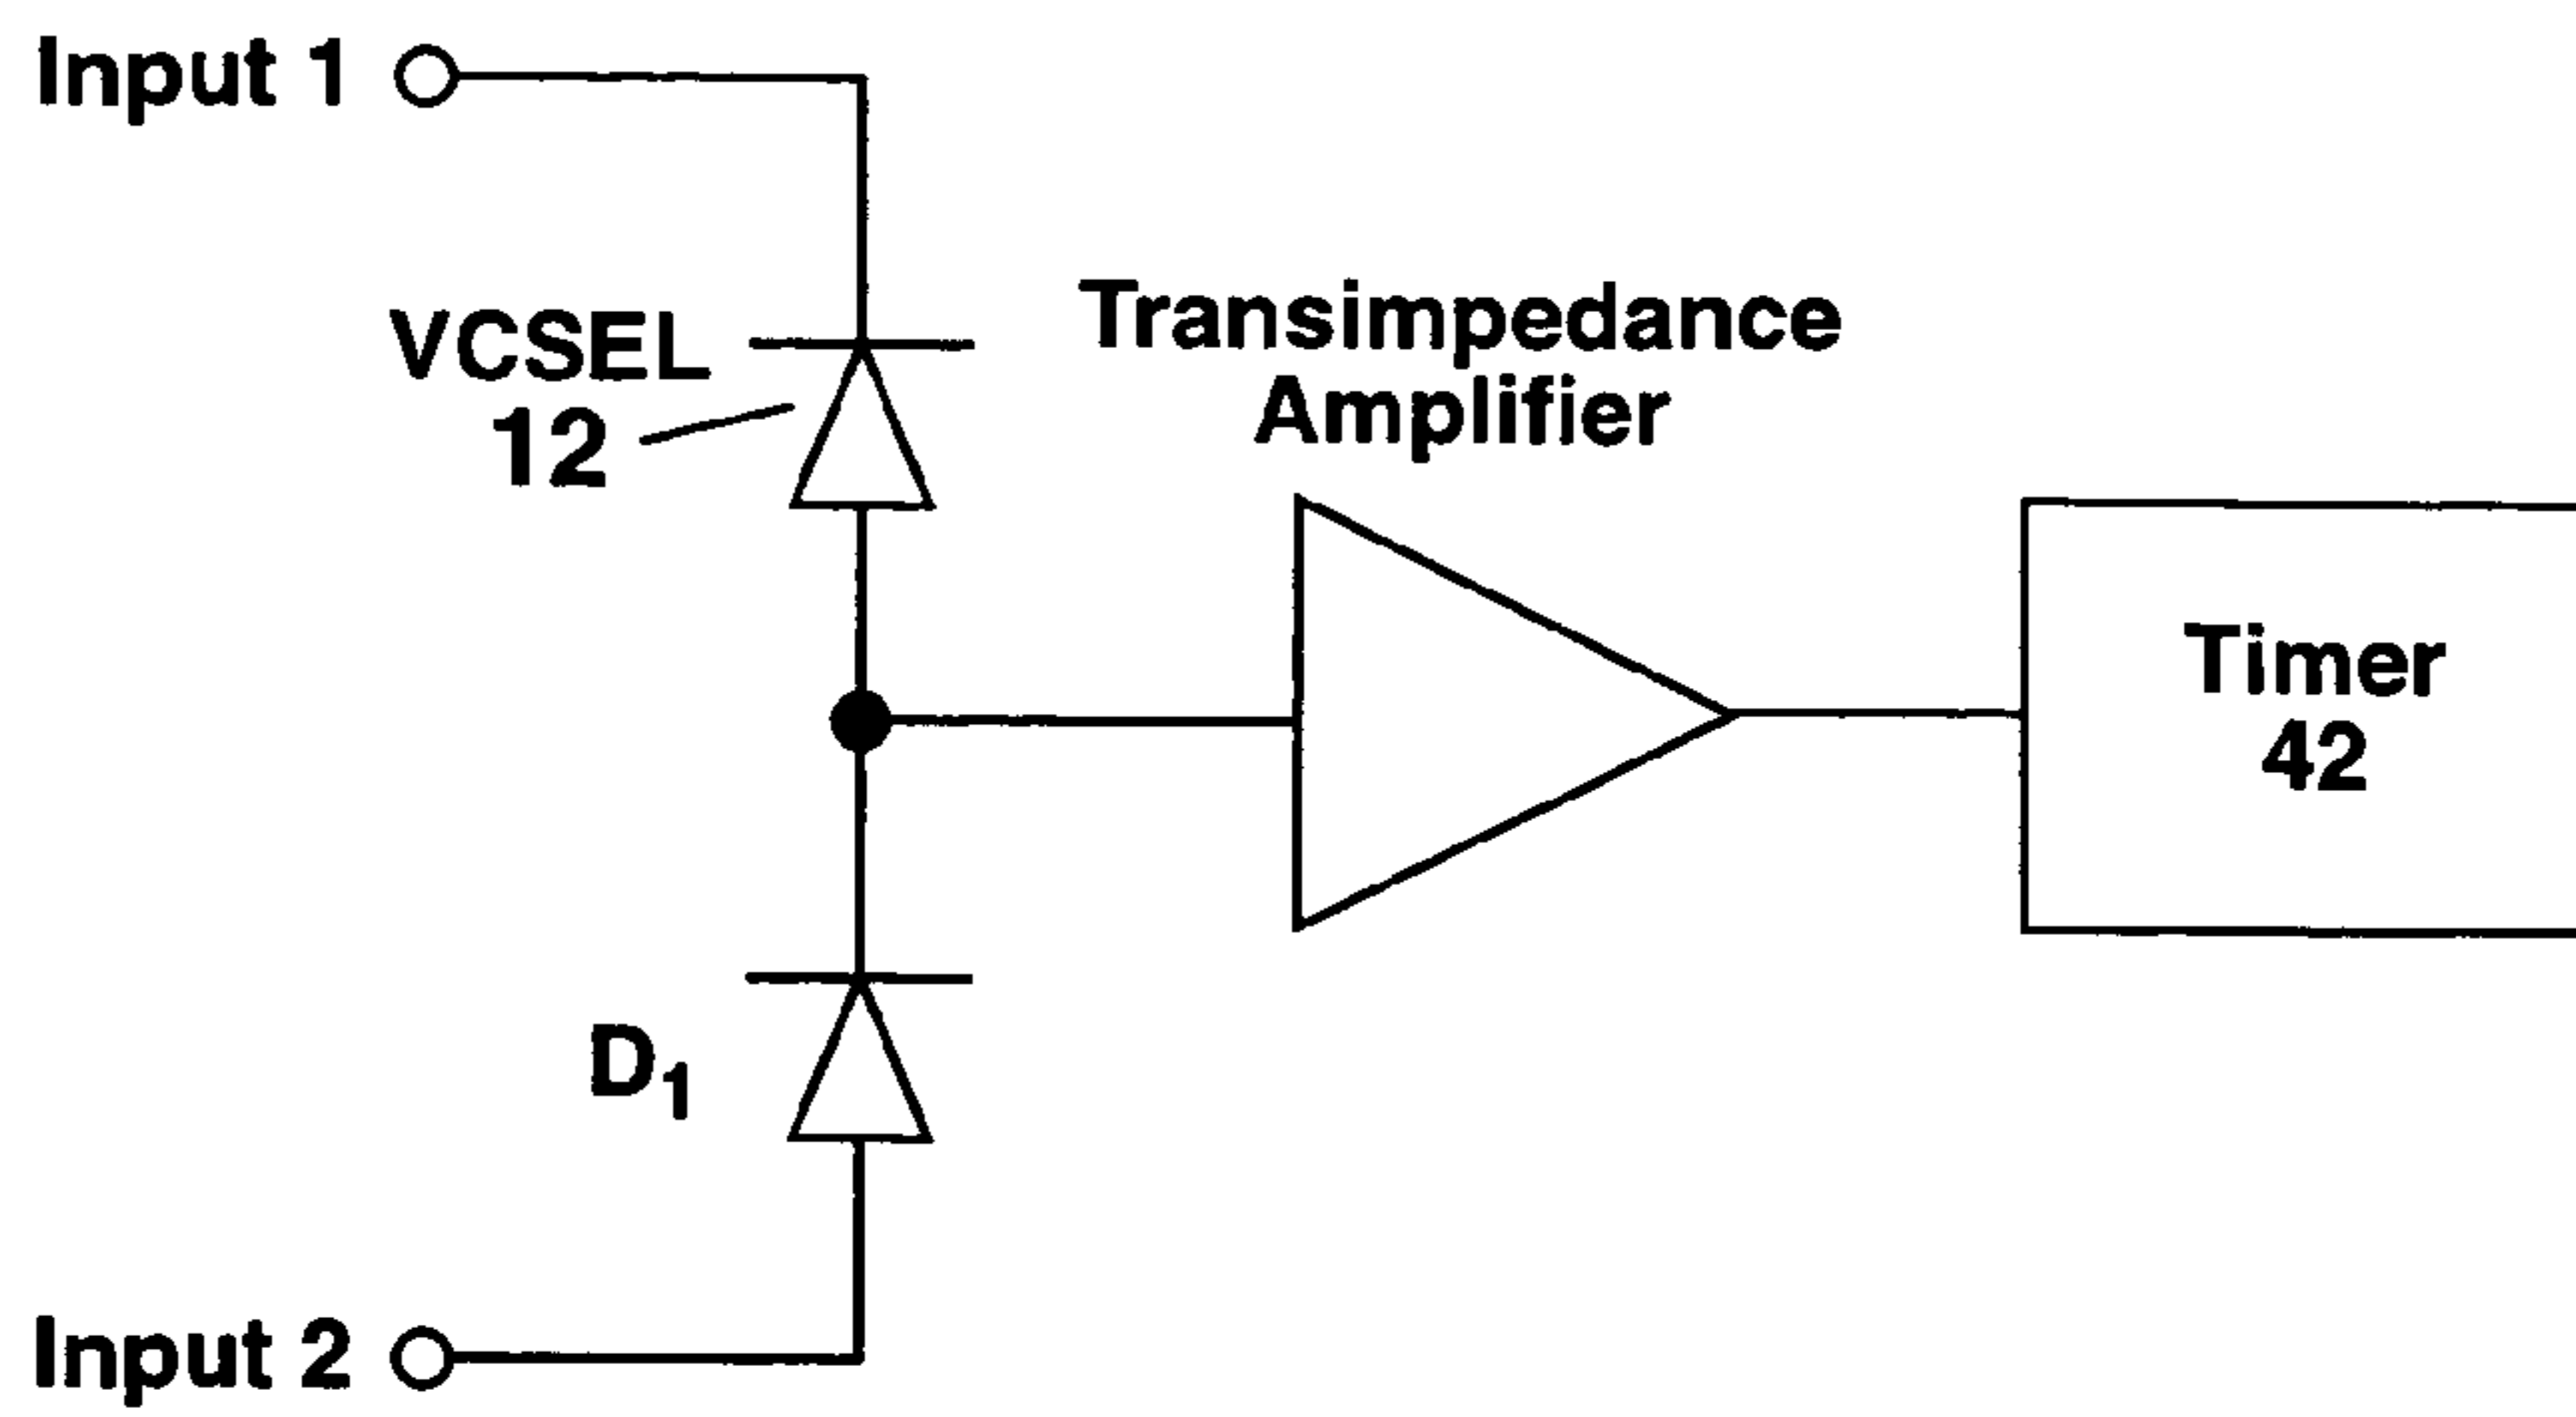 Input 1
VCSEL
12
Transimpedance
Amplifier
Timer
42
D1
Input 2